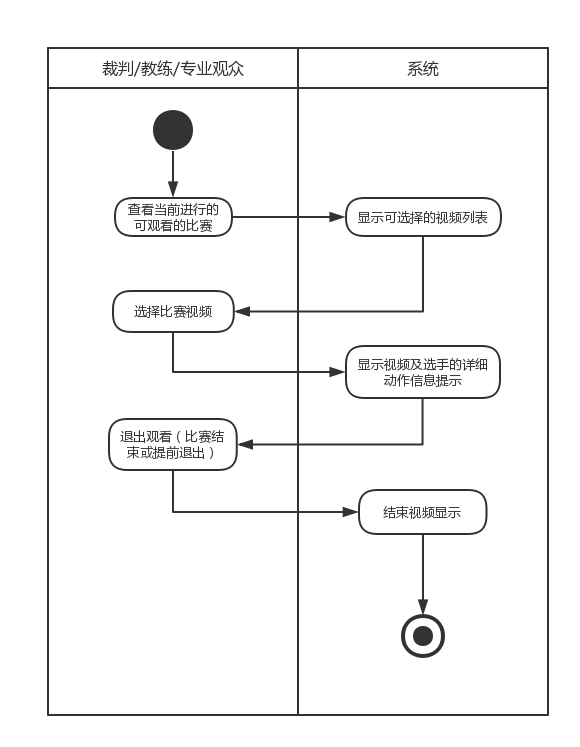 裁判/教练/专业观众
系统
查看当前进行的
可观看的比赛
显示可选择的视频列表
选择比赛视频
显示视频及选手的详细
动作信息提示
退出观看（比赛结
束或提前退出）
结束视频显示